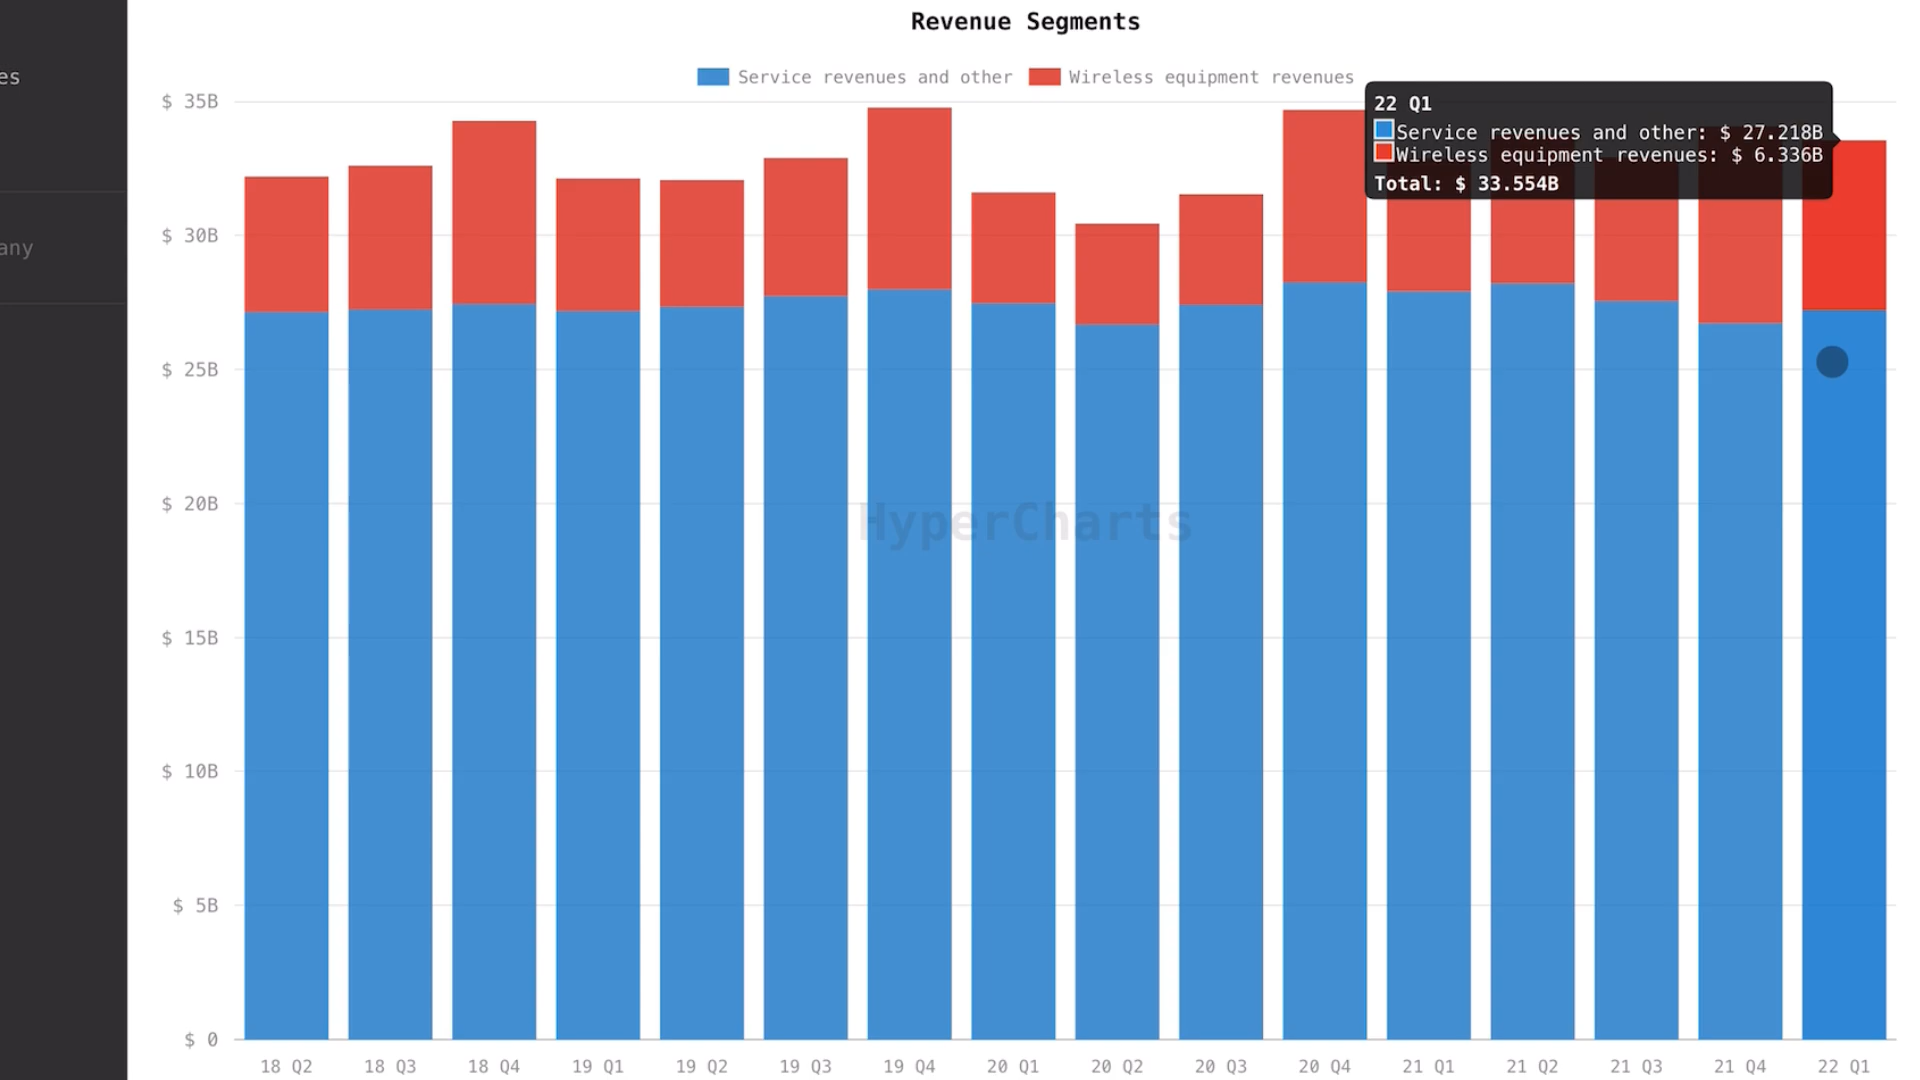 Revenue Segments
es
Service revenues and other Wireless equipment revenues
22 Q1
Service revenues and other: $ 27.218B
Wireless equipment revenues: $ 6.336B
Total: $ 33.554B
$ 35B
$ 30B
any
$ 25B
$ 20B
HyperCharts
$ 15B
$ 10B
$ 5B
$ 0
18 Q2 18 Q3 18 Q4 19 Q1 19 Q2 19 Q3 19 Q4 20 Q1 20 Q2 20 Q3 20 Q4 21 Q1 21 Q2 21 Q3 21 Q4 22 Q1